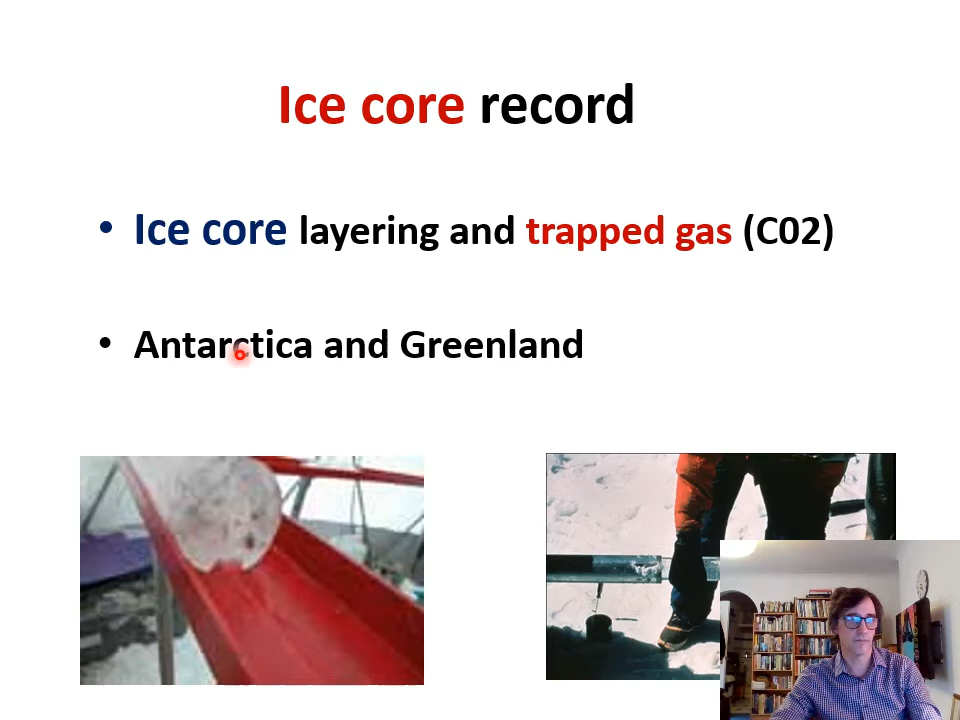 Ice core record
• Ice core layering and trapped gas (C02)
• Antarctica and Greenland